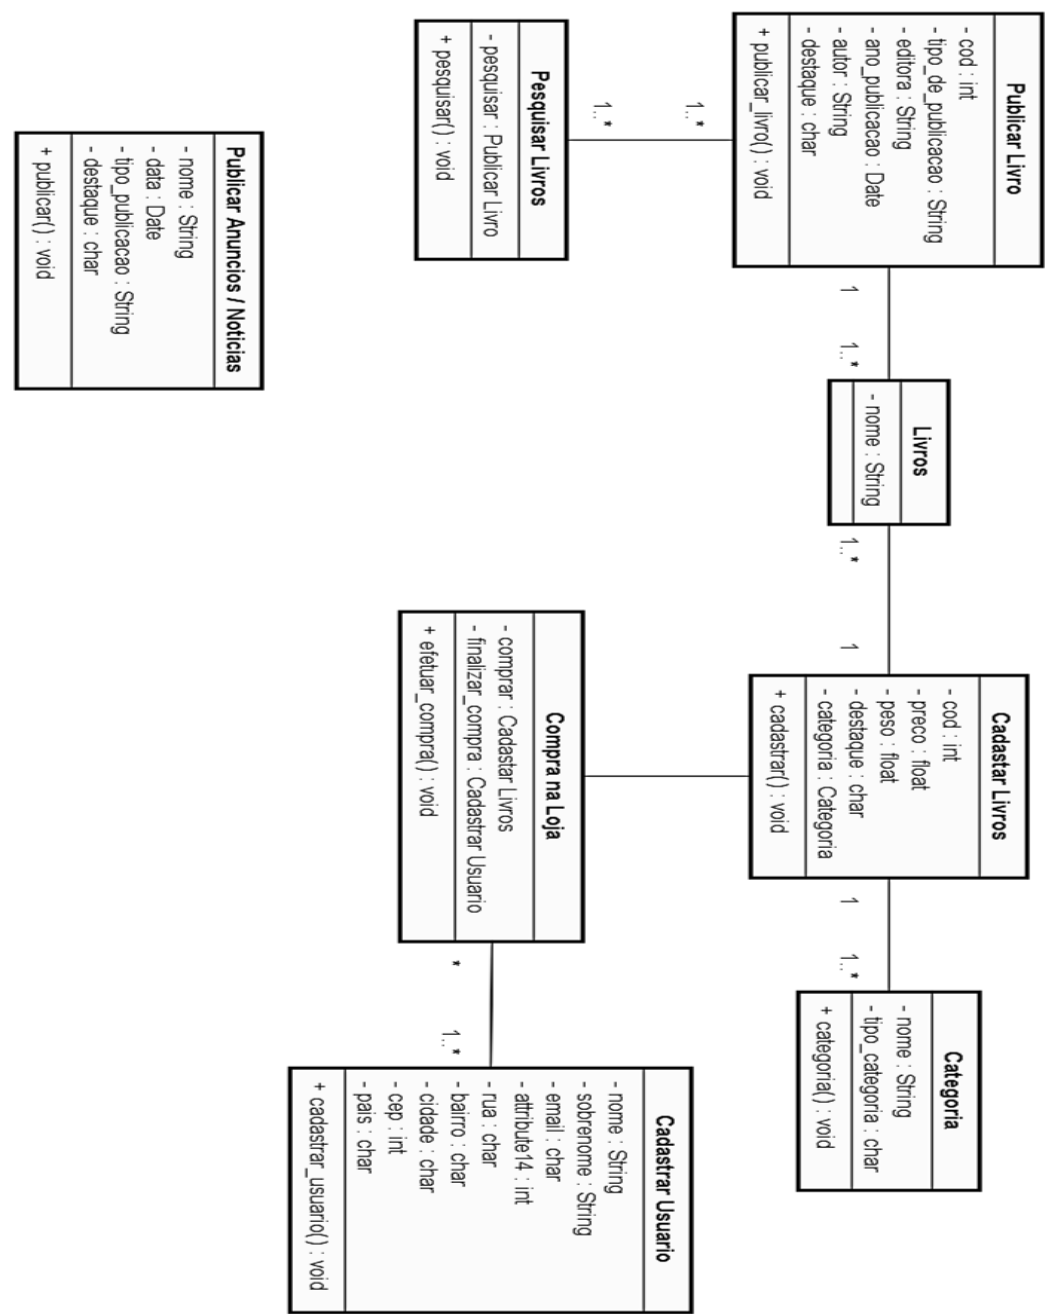 Publicar Livro
- cod : int
- tipo_de_publicacao : String
- editora : String
- ano_publicacao : Date
- autor : String
- destaque : char
+ publicar_livro() : void
1
1..*
Livros
- nome : String
1..*
1
Cadastar Livros
- cod : int
- preco : float
- peso : float
- destaque : char
- categoria : Categoria
+ cadastrar() : void
1
1..*
Categoria
- nome : String
- tipo_categoria : char
+ categoria() : void
1..*
1..*
Pesquisar Livros
- pesquisar : Publicar Livro
+ pesquisar() : void
Compra na Loja
- comprar : Cadastar Livros
- finalizar_compra : Cadastrar Usuario
+ efetuar_compra() : void
*
1..*
Cadastrar Usuario
- nome : String
- sobrenome : String
- email : char
- attribute14 : int
- rua : char
- bairro : char
- cidade : char
- cep : int
- pais : char
+ cadastrar_usuario() : void
Publicar Anuncios / Noticias
- nome : String
- data : Date
- tipo_publicacao : String
- destaque : char
+ publicar() : void